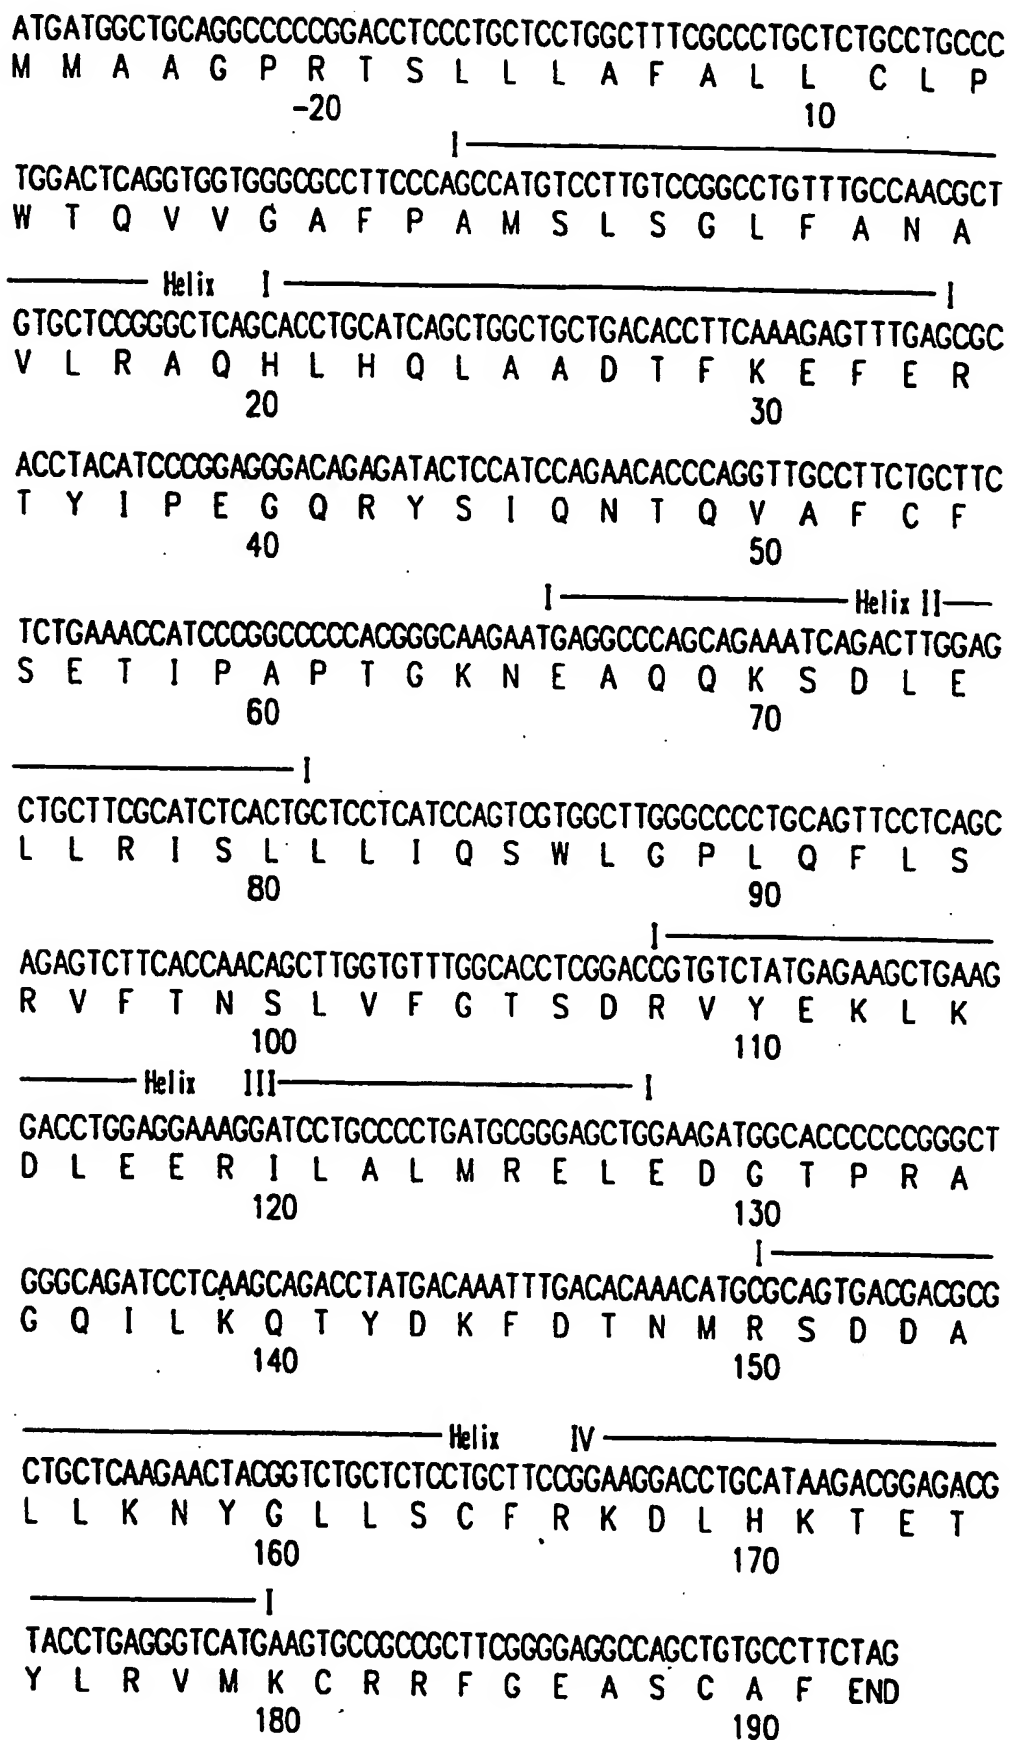 ATGATGGCTGCAGGCCCCCGGACCTCCCTGCTCCTGGCTTTCGCCCTGCTCTGCCTGCCC
M M A A G P R T S L L L A F A L L C L P
-20 10
I
TGGACTCAGGTGGTGGGCGCCTTCCCAGCCATGTCCTTGTCCGGCCTGTTTGCCAACGCT
W T Q V V G A F P A M S L S G L F A N A
Helix I I
GTGCTCCGGGCTCAGCACCTGCATCAGCTGGCTGCTGACACCTTCAAAGAGTTTGAGCGC
V L R A Q H L H Q L A A D T F K E F E R
20 30
ACCTACATCCCGGAGGGACAGAGATACTCCATCCAGAACACCCAGGTTGCCTTCTGCTTC
T Y I P E G Q R Y S I Q N T Q V A F C F
40 50
I Helix II
TCTGAAACCATCCCGGCCCCCACGGGCAAGAATGAGGCCCAGCAGAAATCAGACTTGGAG
S E T I P A P T G K N E A Q Q K S D L E
60 70
I
CTGCTTCGCATCTCACTGCTCCTCATCCAGTCGTGGCTTGGGCCCCTGCAGTTCCTCAGC
L L R I S L L L I Q S W L G P L Q F L S
80 90
I
AGAGTCTTCACCAACAGCTTGGTGTTTGGCACCTCGGACCGTGTCTATGAGAAGCTGAAG
R V F T N S L V F G T S D R V Y E K L K
100 110
Helix III I
GACCTGGAGGAAAGGATCCTGCCCCTGATGCGGGAGCTGGAAGATGGCACCCCCCGGGCT
D L E E R I L A L M R E L E D G T P R A
120 130
I
GGGCAGATCCTCAAGCAGACCTATGACAAATTTGACACAAACATGCGCAGTGACGACGCG
G Q I L K Q T Y D K F D T N M R S D D A
140 150
Helix IV
CTGCTCAAGAACTACGGTCTGCTCTCCTGCTTCCGGAAGGACCTGCATAAGACGGAGACG
L L K N Y G L L S C F R K D L H K T E T
160 170
I
TACCTGAGGGTCATGAAGTGCCGCCGCTTCGGGGAGGCCAGCTGTGCCTTCTAG
Y L R V M K C R R F G E A S C A F END
180 190